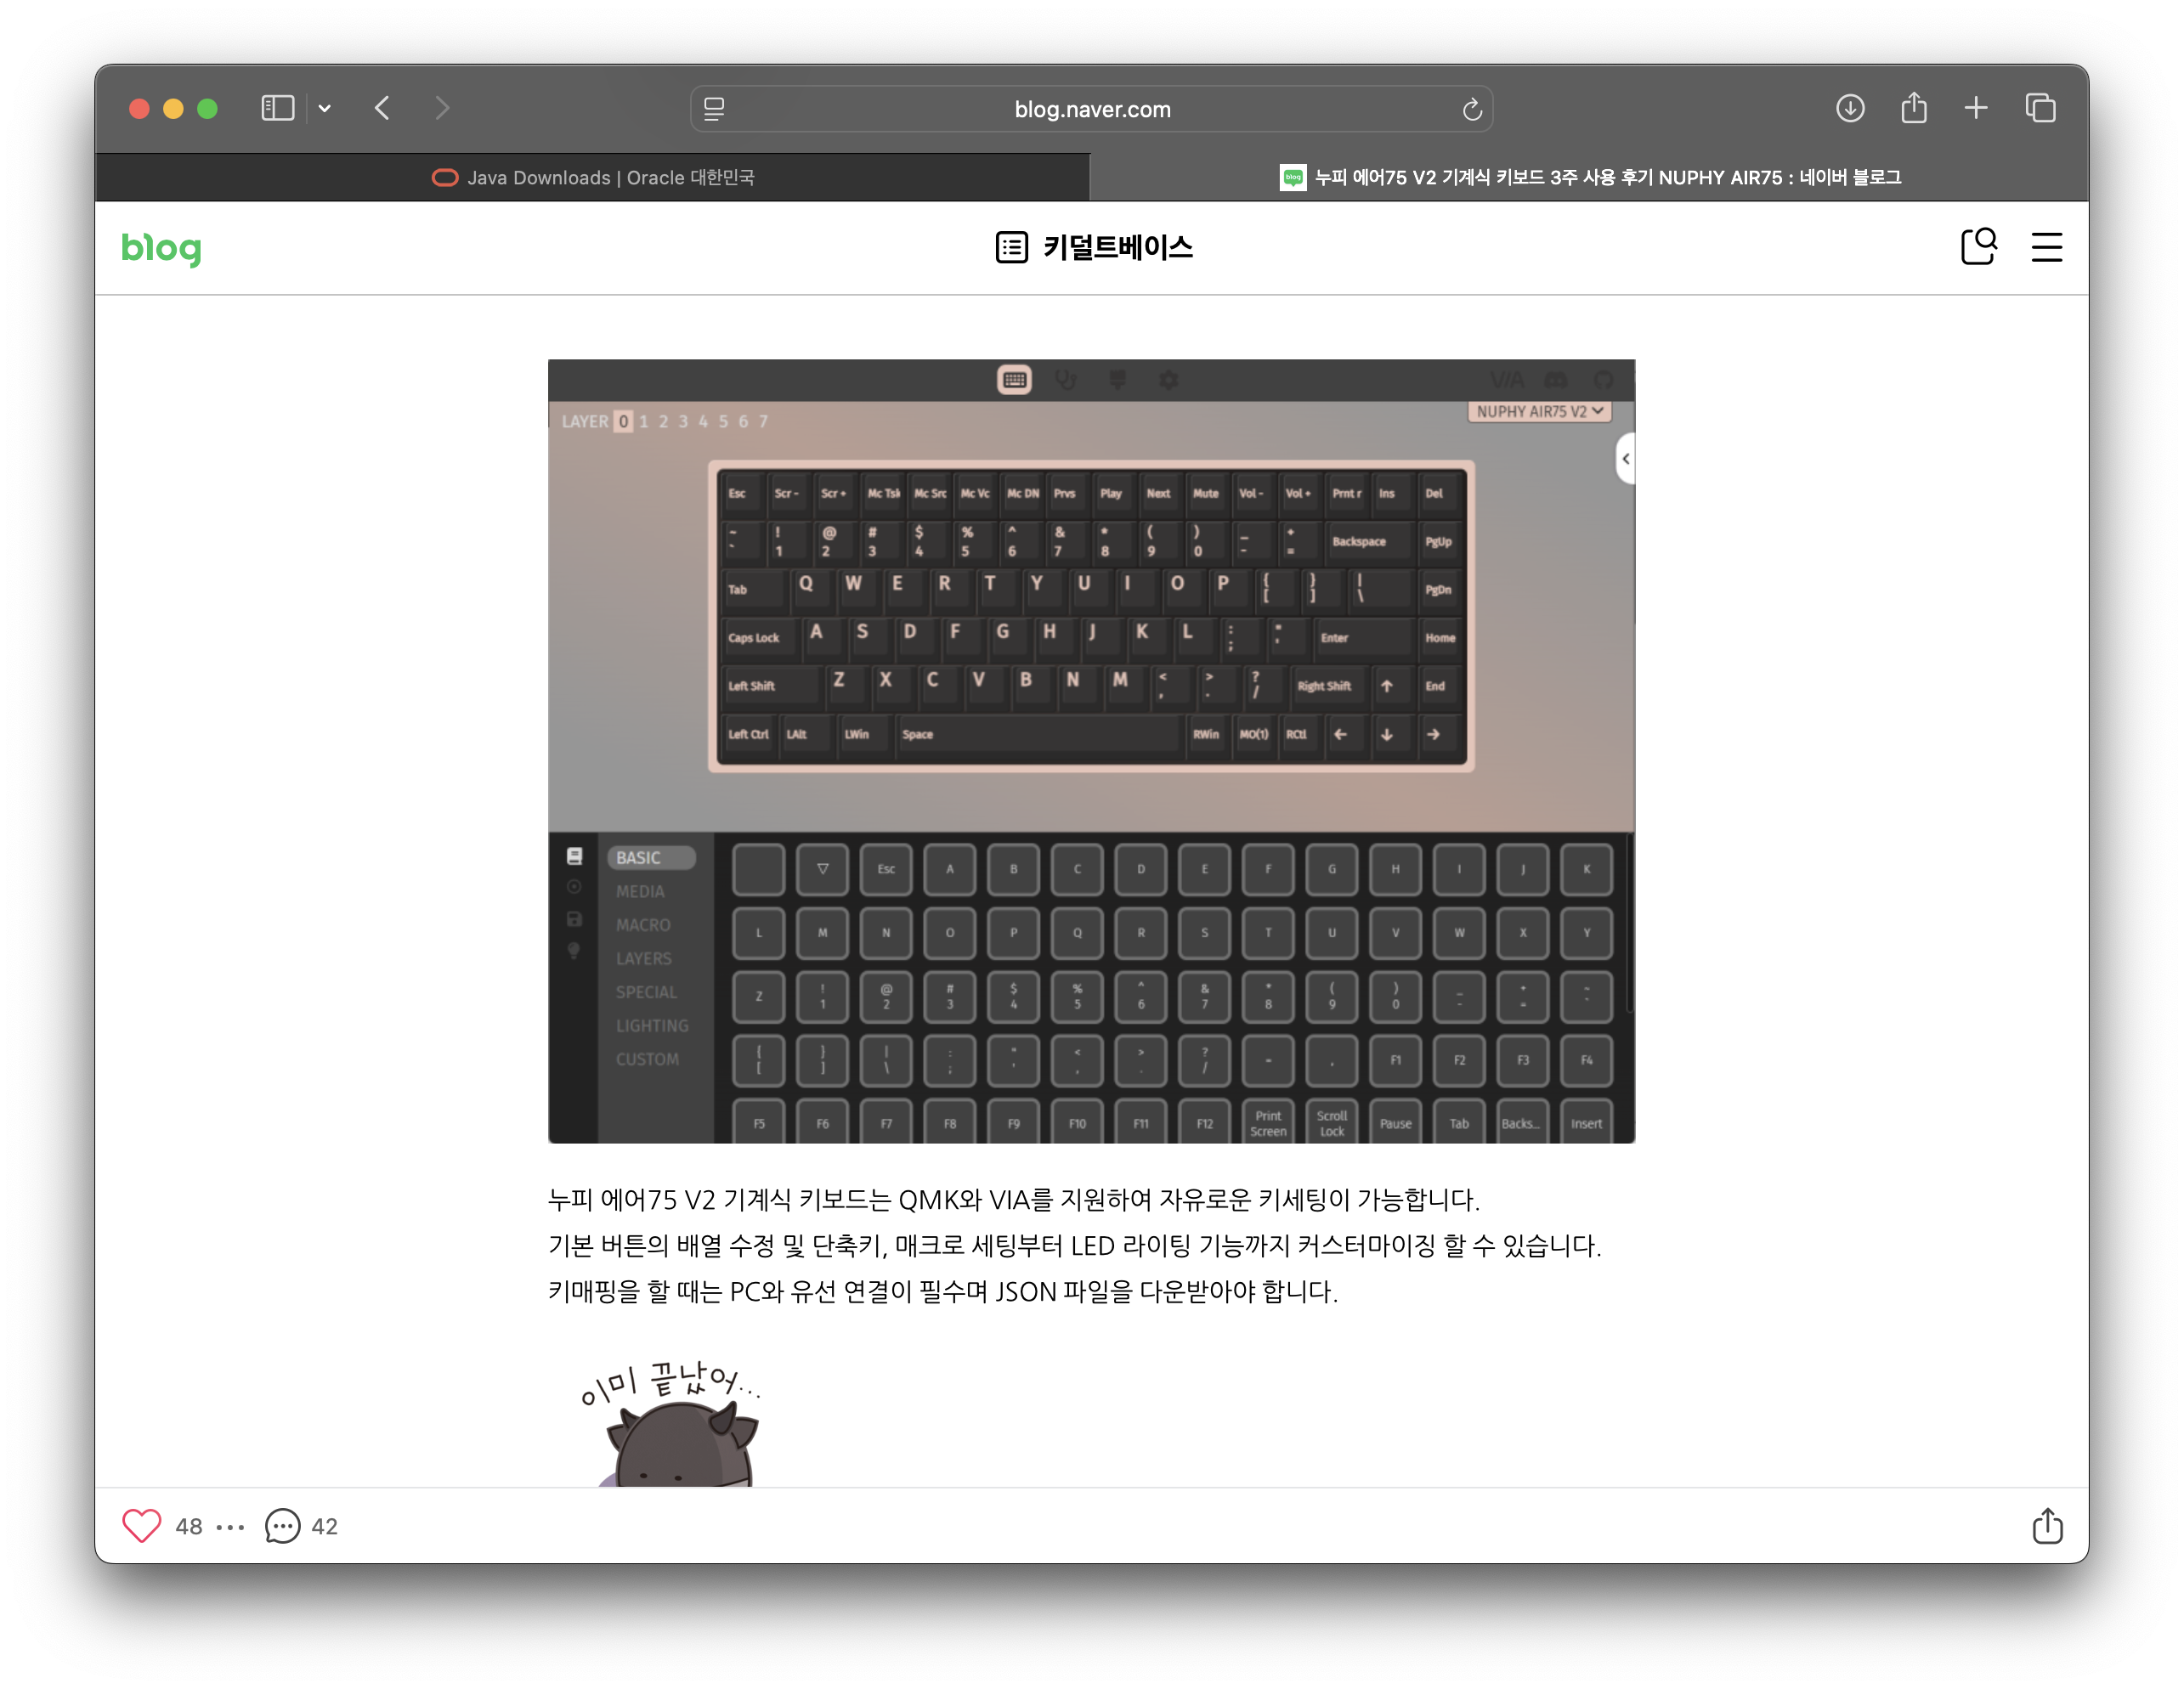 blog.naver.com
Java Downloads | Oracle 대한민국
blog 누피 에어75 V2 기계식 키보드 3주 사용 후기 NUPHY AIR75 : 네이버 블로그
blog
키덜트베이스
VIA
LAYER 0 1 2 3 4 5 6 7
NUPHY AIR75 V2
Esc Scr - Scr + Mc Tsk Mc Src Mc Vc Mc DN Prvs Play Next Mute Vol - Vol + Prnt r Ins Del
~ ! @ # $ % ^ & * ( ) _ +
` 1 2 3 4 5 6 7 8 9 0 - = Backspace PgUp
Tab Q W E R T Y U I O P { } | PgDn
[ ] \
Caps Lock A S D F G H J K L : " Enter Home
; '
Left Shift Z X C V B N M < > ? Right Shift ↑ End
, . /
Left Ctrl LAlt LWin Space RWin MO(1) RCtl ← ↓ →
BASIC
MEDIA
MACRO
LAYERS
SPECIAL
LIGHTING
CUSTOM
▽ Esc A B C D E F G H I J K
L M N O P Q R S T U V W X Y
Z ! @ # $ % ^ & * ( ) _ + ~
1 2 3 4 5 6 7 8 9 0 - = `
{ } | : " < > ? = . F1 F2 F3 F4
[ ] \ ; ' , . /
F5 F6 F7 F8 F9 F10 F11 F12 Print Screen Scroll Lock Pause Tab Backs... Insert
누피 에어75 V2 기계식 키보드는 QMK와 VIA를 지원하여 자유로운 키세팅이 가능합니다.
기본 버튼의 배열 수정 및 단축키, 매크로 세팅부터 LED 라이팅 기능까지 커스터마이징 할 수 있습니다.
키매핑을 할 때는 PC와 유선 연결이 필수며 JSON 파일을 다운받아야 합니다.
이미 끝났어...
48 ... 42